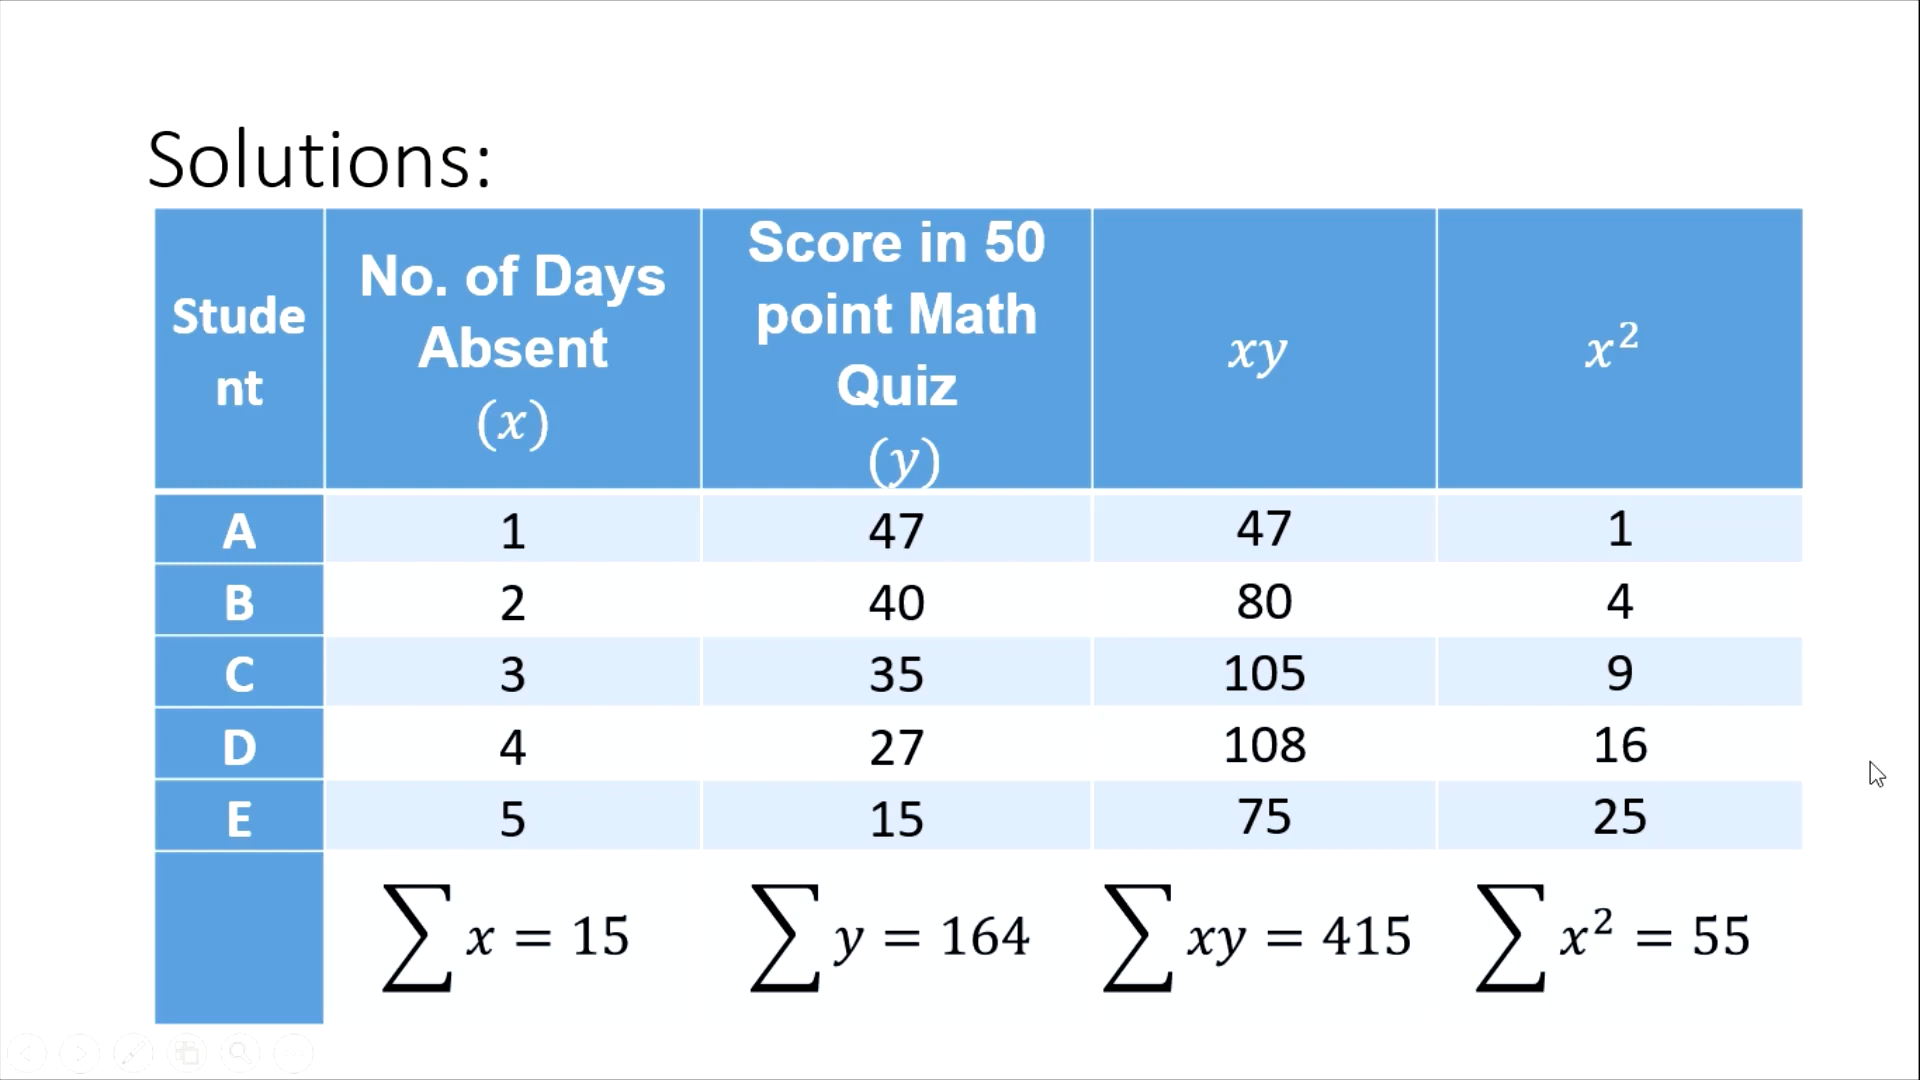 Solutions:
Stude
nt
No. of Days
Absent
(x)
Score in 50
point Math
Quiz
(y)
xy
x²
A 1 47 47 1
B 2 40 80 4
C 3 35 105 9
D 4 27 108 16
E 5 15 75 25
∑ x = 15 ∑ y = 164 ∑ xy = 415 ∑ x² = 55